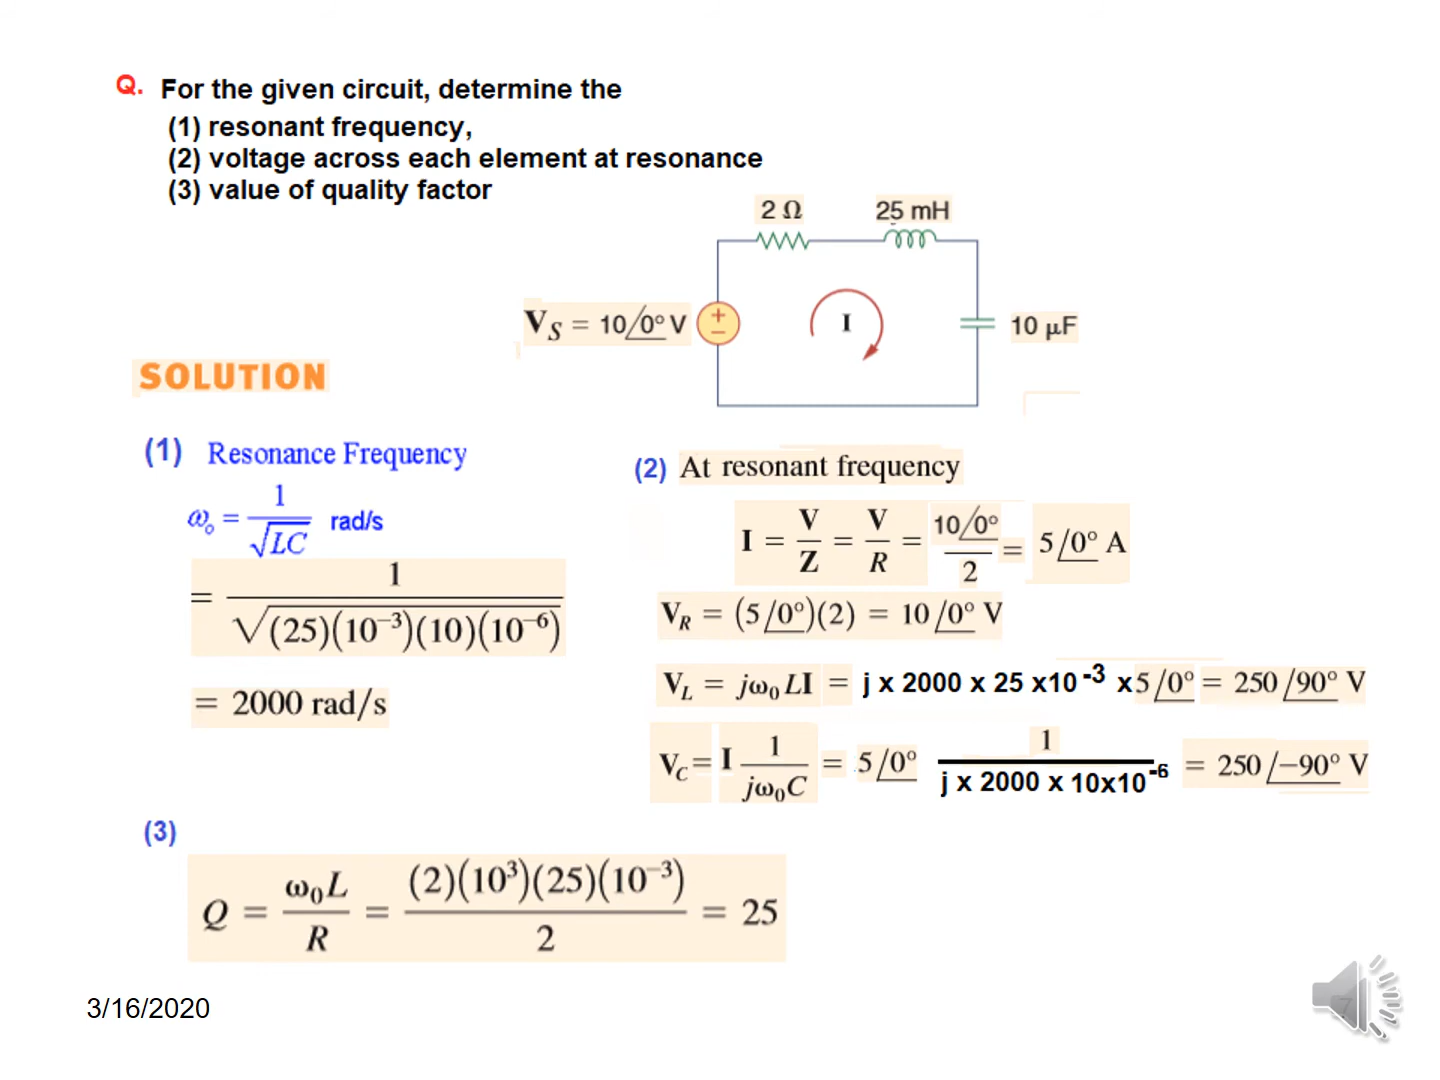 Q. For the given circuit, determine the
(1) resonant frequency,
(2) voltage across each element at resonance
(3) value of quality factor
2 Ω
25 mH
V_S = 10/0° V
+
−
I
10 µF
SOLUTION
(1) Resonance Frequency
ω₀ = 1/√LC rad/s
= 1/√(25)(10⁻³)(10)(10⁻⁶)
= 2000 rad/s
(2) At resonant frequency
I = V/Z = V/R = 10/0°/2 = 5/0° A
V_R = (5/0°)(2) = 10/0° V
V_L = jω₀LI = j x 2000 x 25 x10⁻³ x5/0° = 250/90° V
V_C = I 1/jω₀C = 5/0° 1/j x 2000 x 10x10⁻⁶ = 250/−90° V
(3)
Q = ω₀L/R = (2)(10³)(25)(10⁻³)/2 = 25
3/16/2020
7